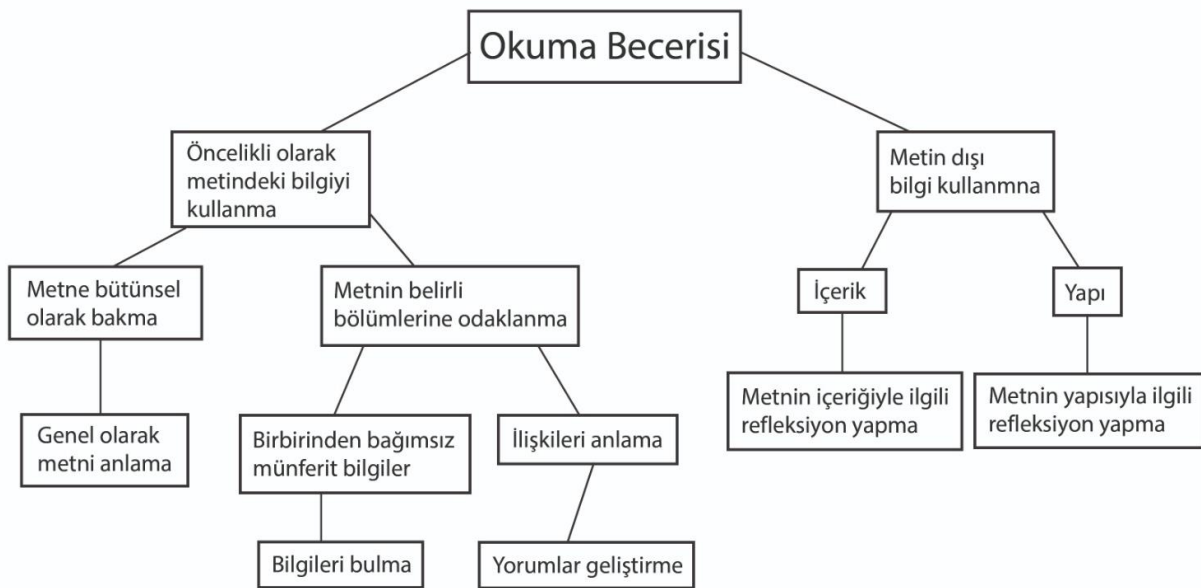 Okuma Becerisi
Öncelikli olarak
metindeki bilgiyi
kullanma
Metin dışı
bilgi kullanmna
Metne bütünsel
olarak bakma
Metnin belirli
bölümlerine odaklanma
İçerik
Yapı
Genel olarak
metni anlama
Birbirinden bağımsız
münferit bilgiler
İlişkileri anlama
Metnin içeriğiyle ilgili
refleksiyon yapma
Metnin yapısıyla ilgili
refleksiyon yapma
Bilgileri bulma
Yorumlar geliştirme